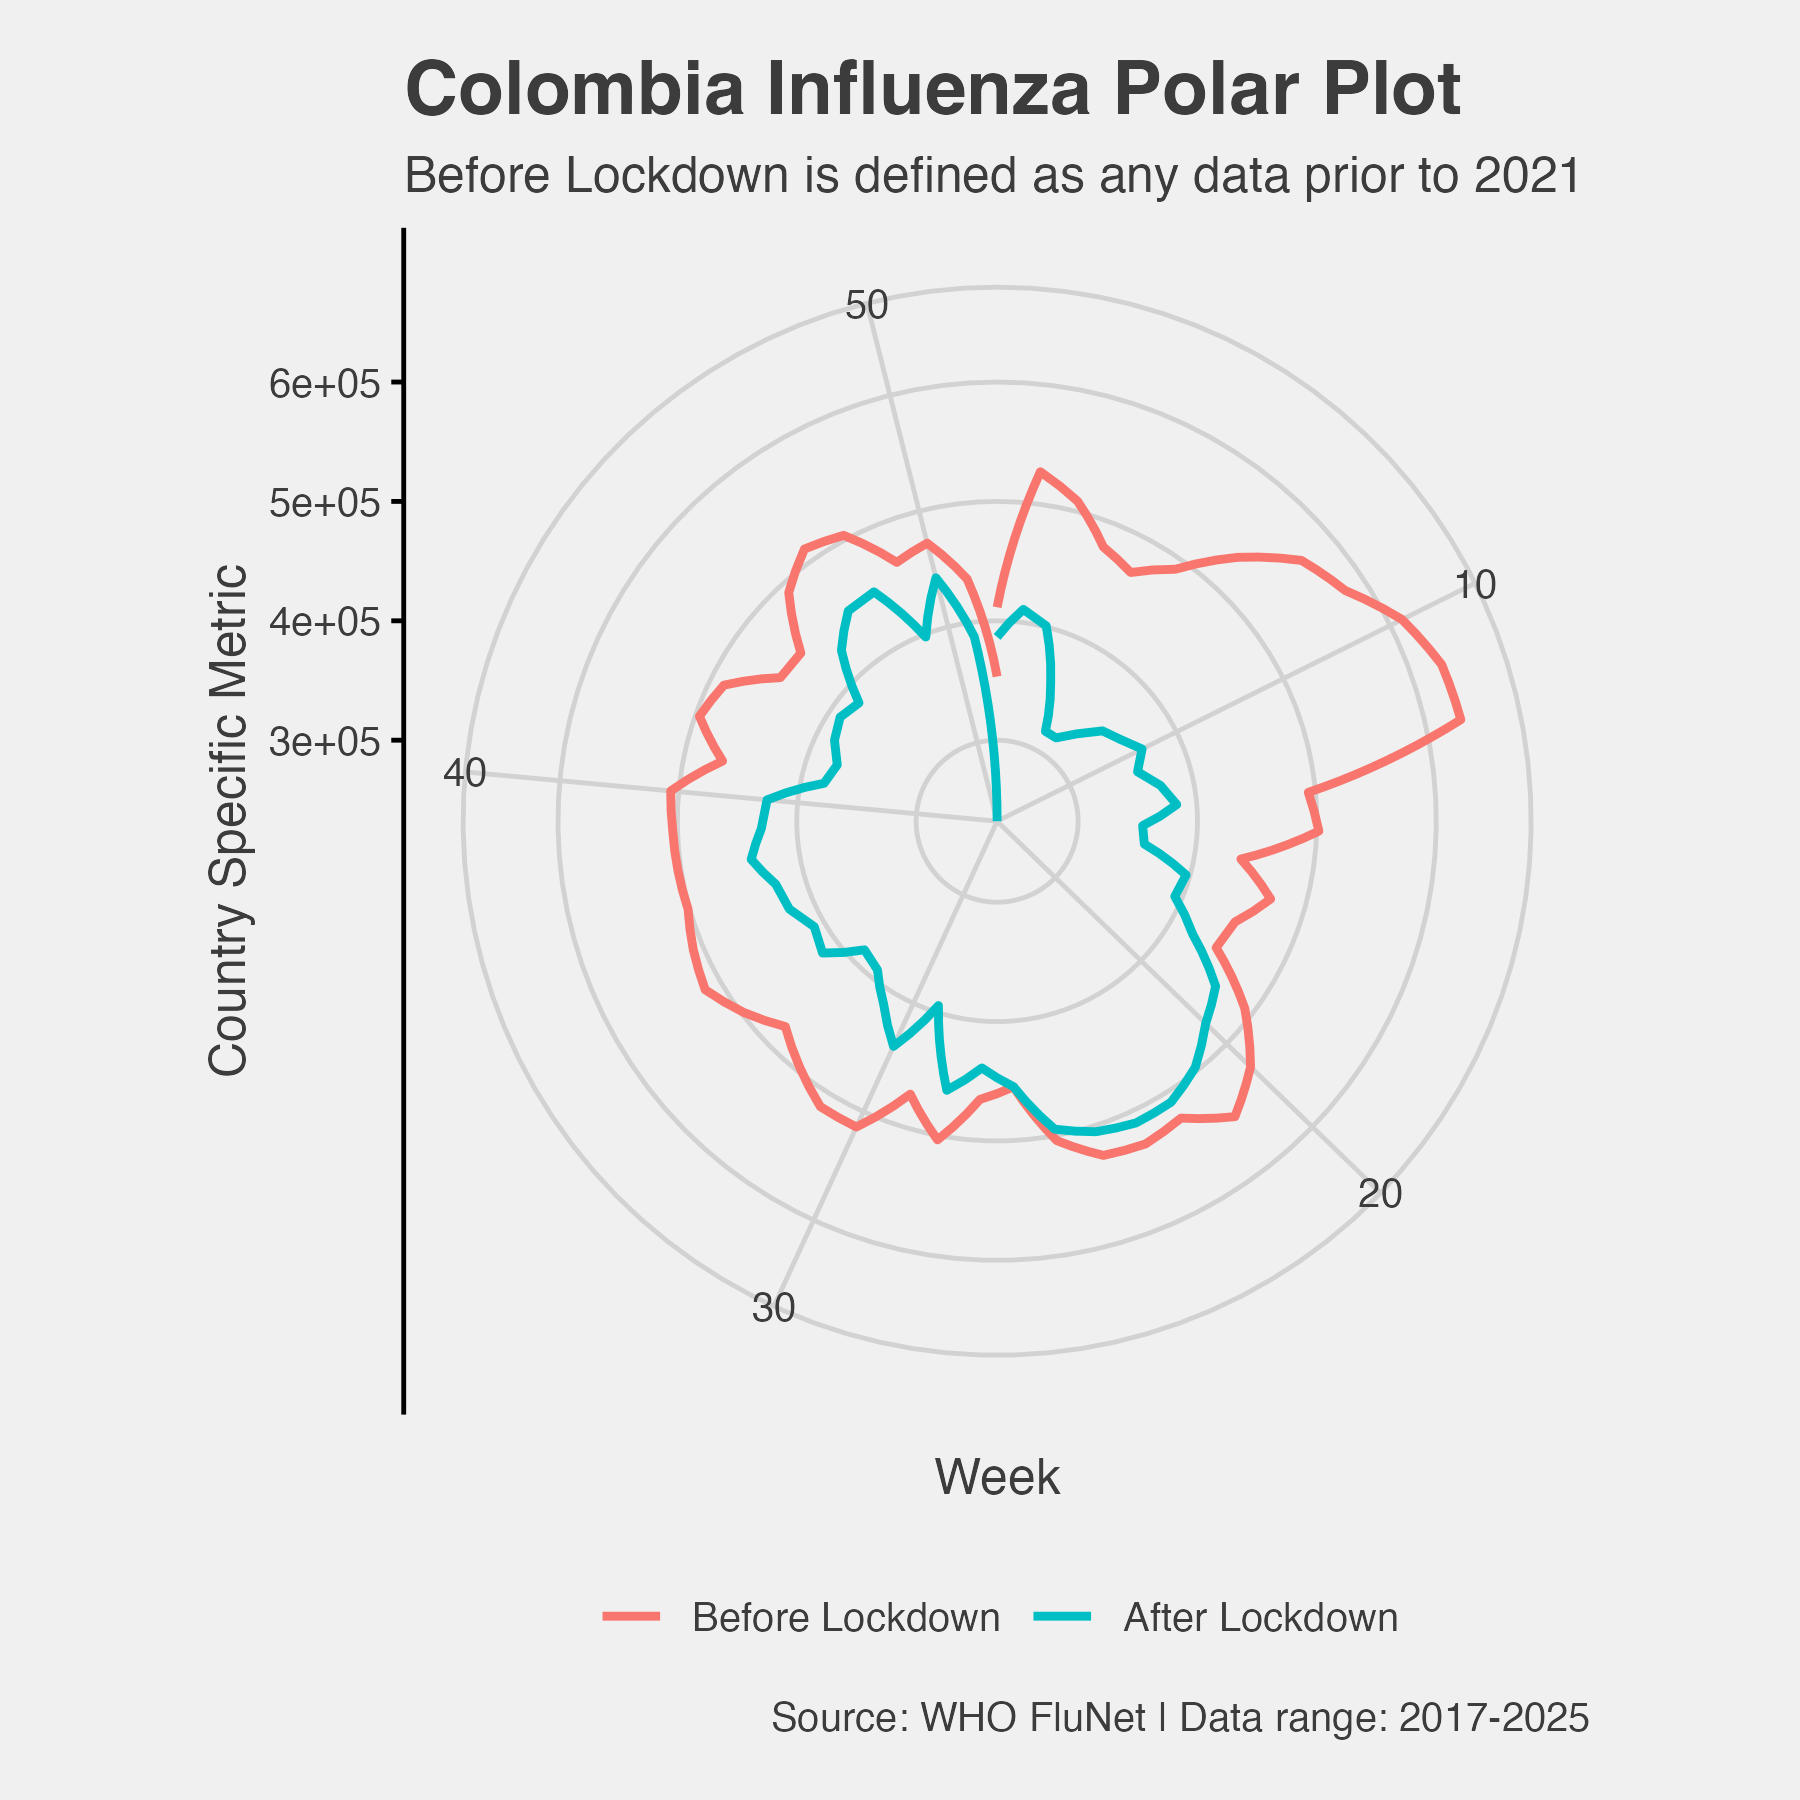 Colombia Influenza Polar Plot
Before Lockdown is defined as any data prior to 2021
50
6e+05
5e+05
10
4e+05
3e+05
40
Country Specific Metric
20
30
Week
Before Lockdown
After Lockdown
Source: WHO FluNet | Data range: 2017-2025